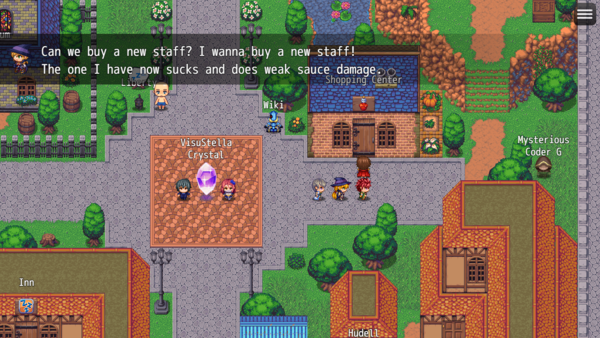 Can we buy a new staff? I wanna buy a new staff!
The one I have now sucks and does weak sauce damage.
Shopping Center
Wiki
VisuStella
Crystal
Mysterious
Coder G
Inn
Hudell